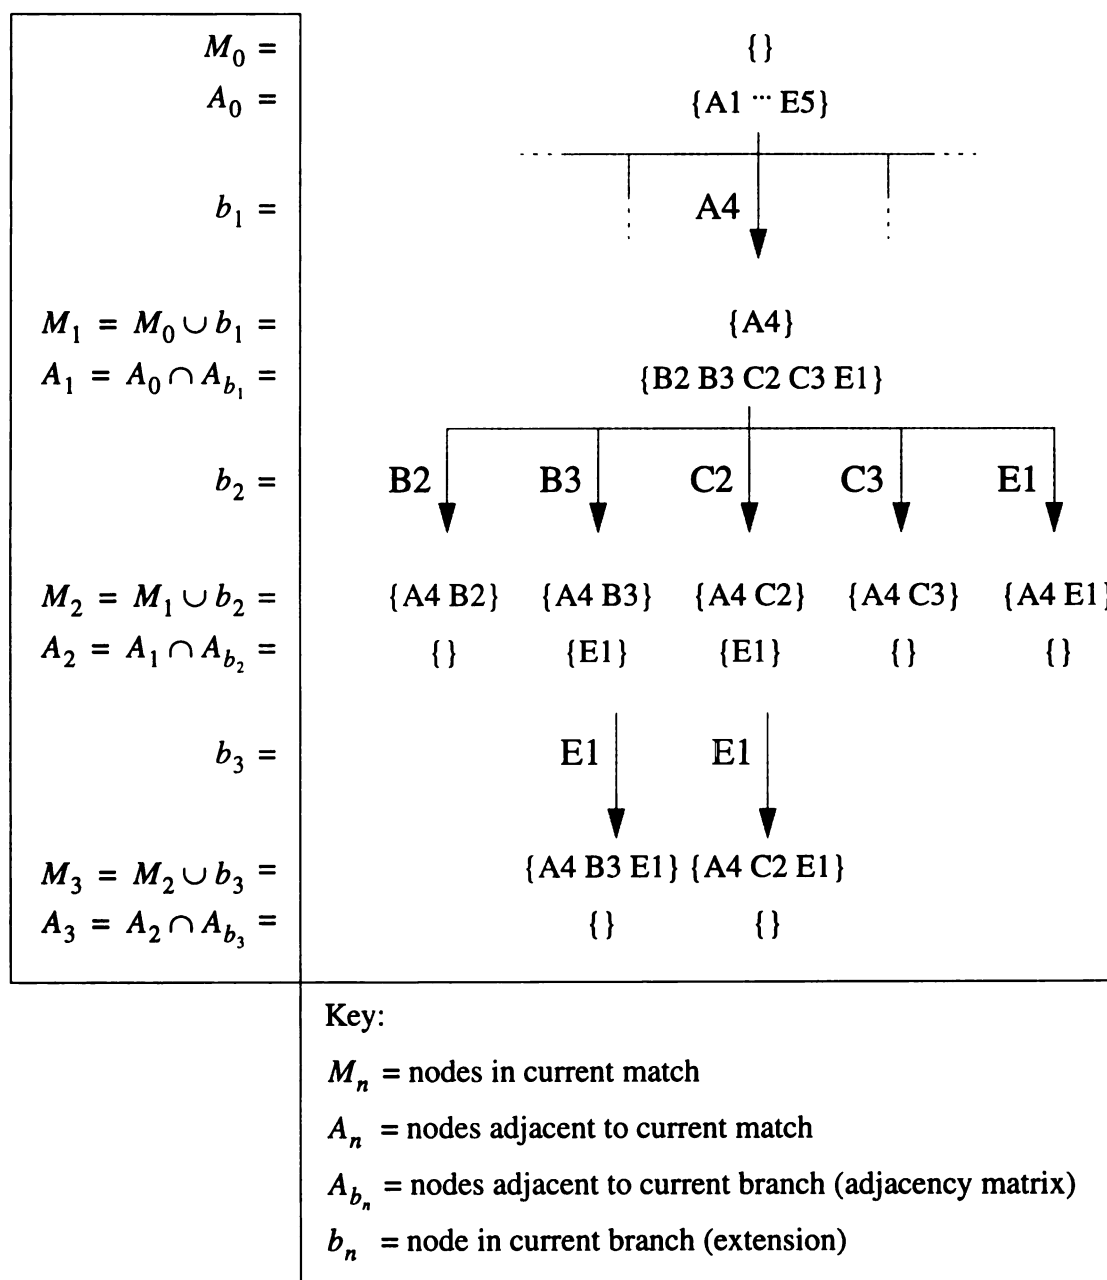 M₀ = {}
A₀ = {A1 ··· E5}
b₁ = A4
M₁ = M₀ ∪ b₁ = {A4}
A₁ = A₀ ∩ A_b₁ = {B2 B3 C2 C3 E1}
b₂ = B2 B3 C2 C3 E1
M₂ = M₁ ∪ b₂ = {A4 B2} {A4 B3} {A4 C2} {A4 C3} {A4 E1}
A₂ = A₁ ∩ A_b₂ = {} {E1} {E1} {} {}
b₃ = E1 E1
M₃ = M₂ ∪ b₃ = {A4 B3 E1} {A4 C2 E1}
A₃ = A₂ ∩ A_b₃ = {} {}
Key:
Mₙ = nodes in current match
Aₙ = nodes adjacent to current match
A_bₙ = nodes adjacent to current branch (adjacency matrix)
bₙ = node in current branch (extension)